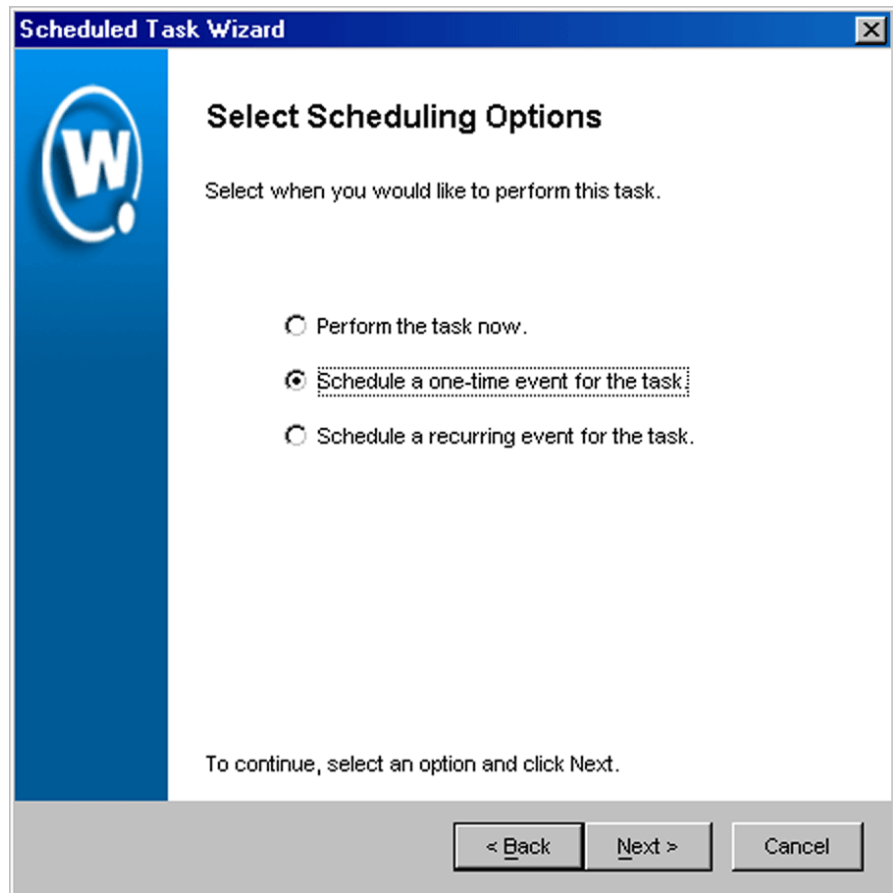 Scheduled Task Wizard
W
Select Scheduling Options
Select when you would like to perform this task.
Perform the task now.
Schedule a one-time event for the task.
Schedule a recurring event for the task.
To continue, select an option and click Next.
< Back Next > Cancel